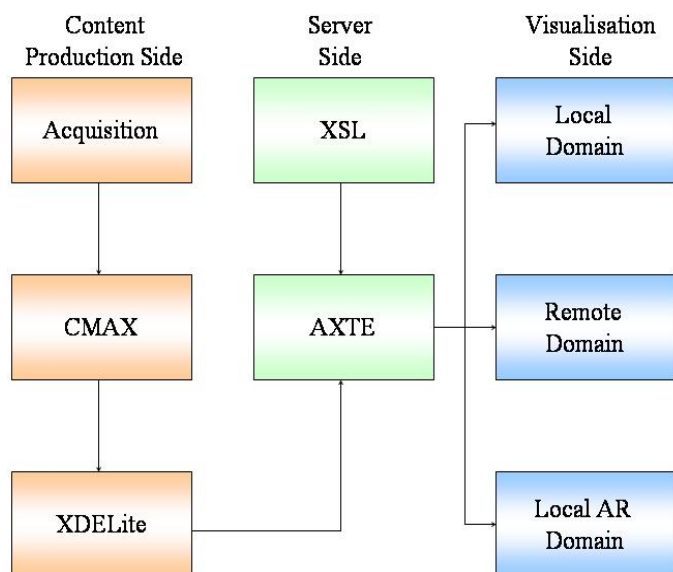 Content
Production Side
Server
Side
Visualisation
Side
Acquisition
XSL
Local
Domain
CMAX
AXTE
Remote
Domain
XDELite
Local AR
Domain